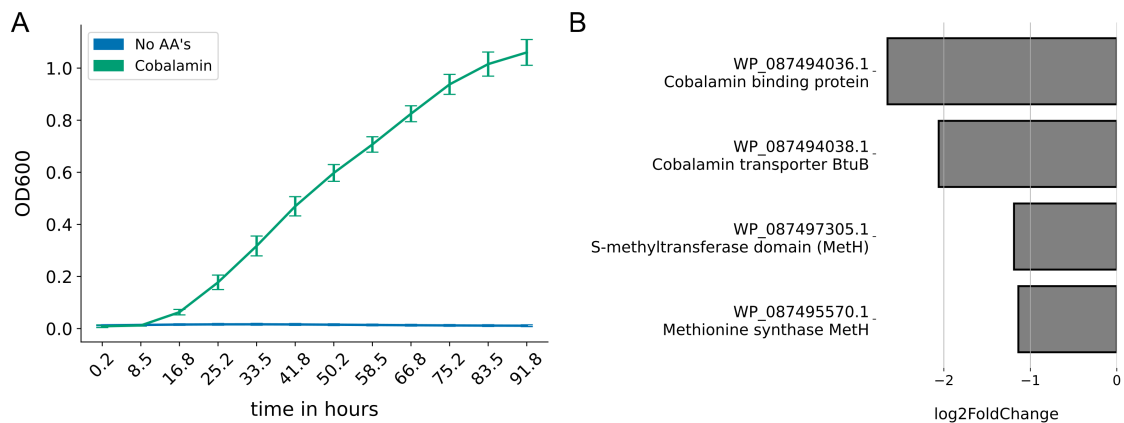 A
No AA's
Cobalamin
OD600
1.0
0.8
0.6
0.4
0.2
0.0
0.2
8.5
16.8
25.2
33.5
41.8
50.2
58.5
66.8
75.2
83.5
91.8
time in hours
B
WP_087494036.1
Cobalamin binding protein
WP_087494038.1
Cobalamin transporter BtuB
WP_087497305.1
S-methyltransferase domain (MetH)
WP_087495570.1
Methionine synthase MetH
−2
−1
0
log2FoldChange